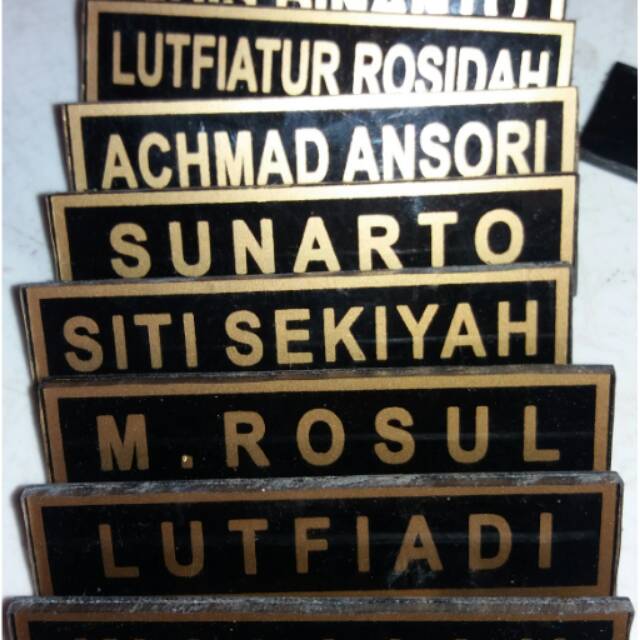 LUTFIATUR ROSIDAH
ACHMAD ANSORI
SUNARTO
SITI SEKIYAH
M. ROSUL
LUTFIADI